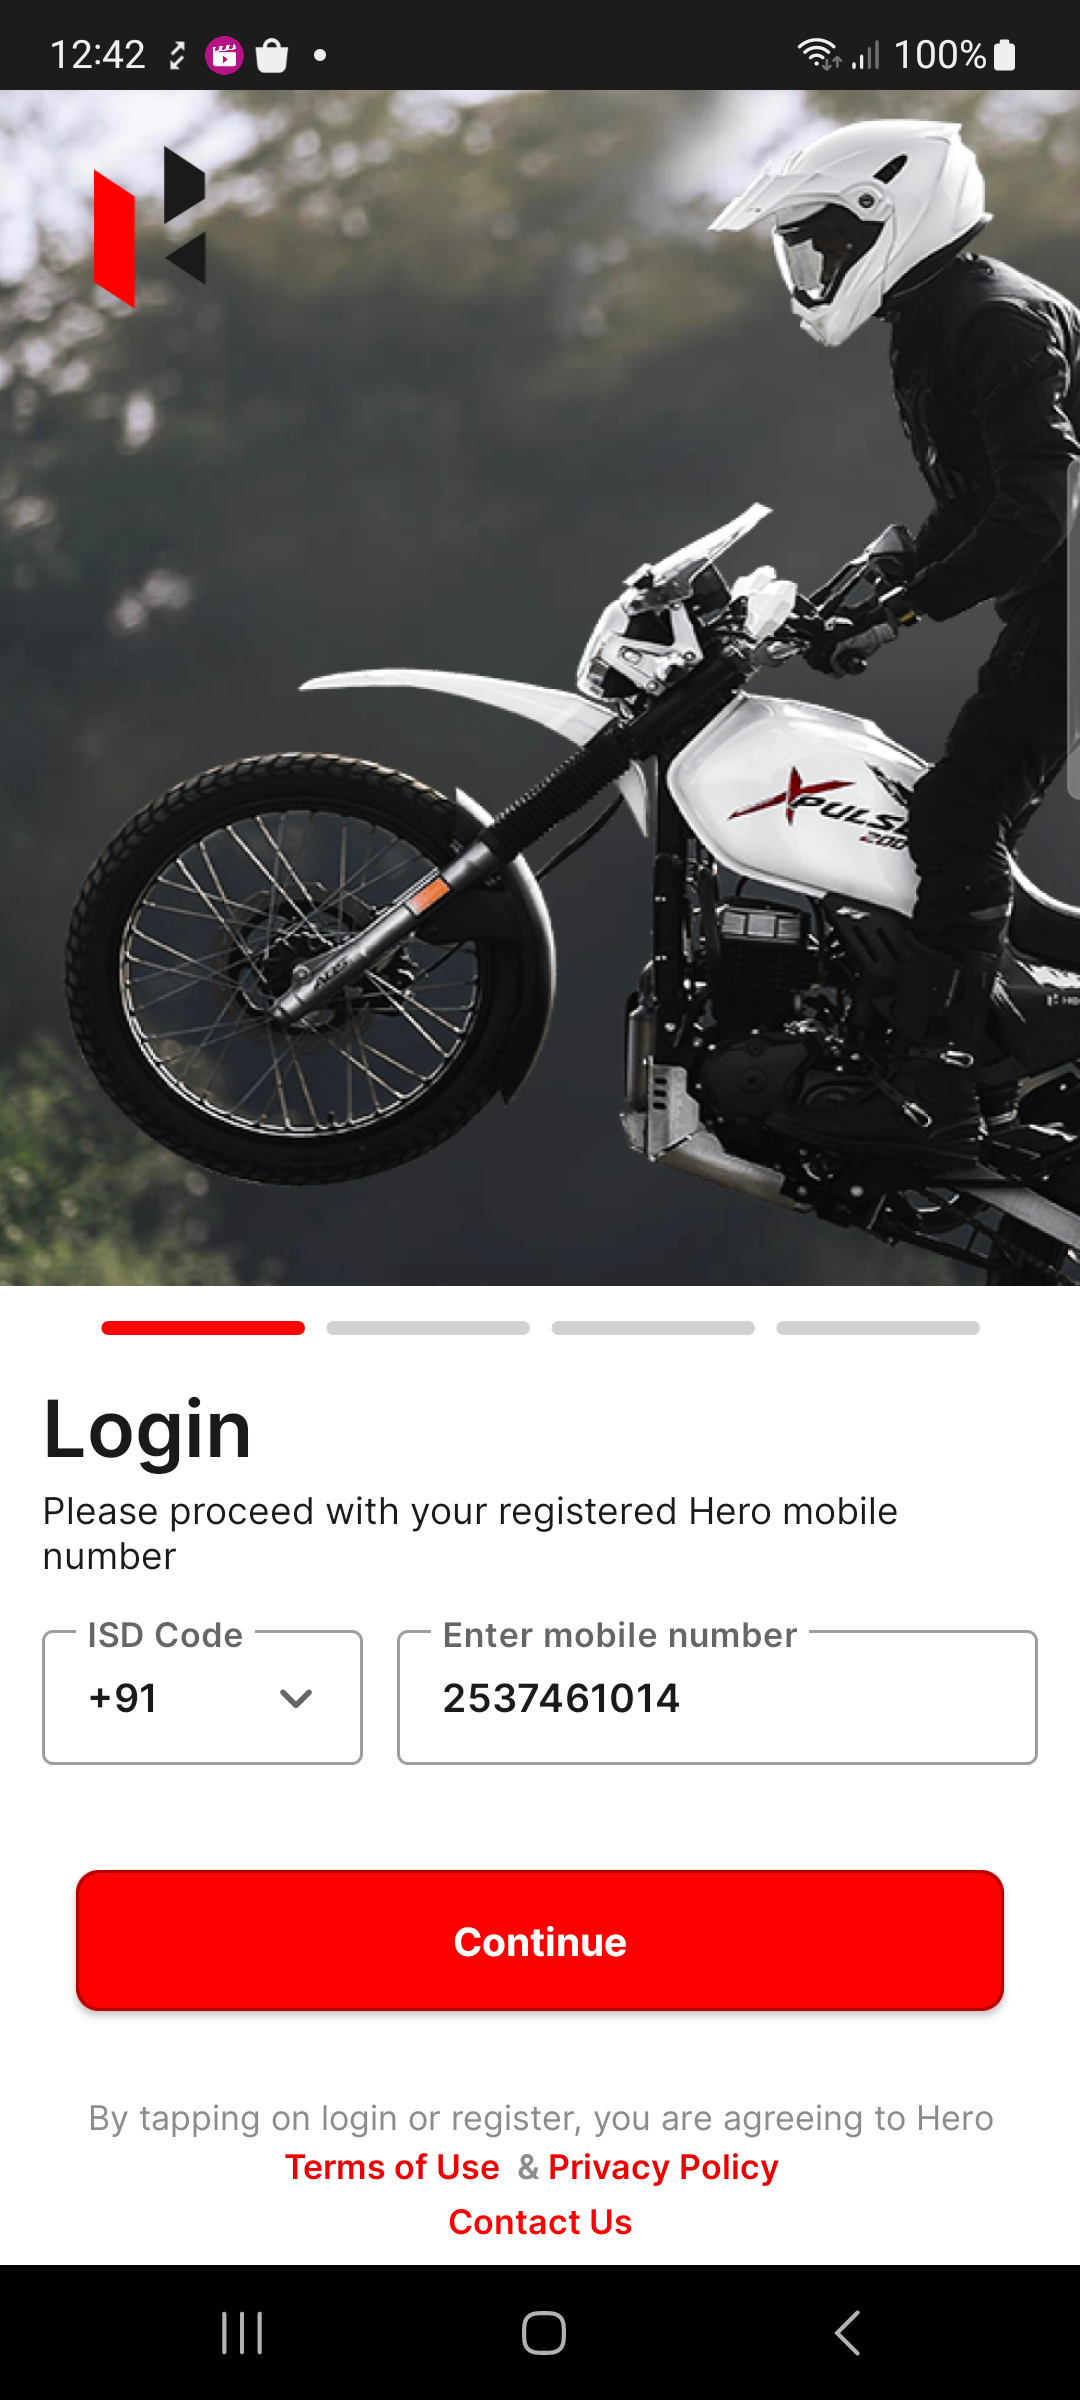 12:42
100%
XPULSE
200
Login
Please proceed with your registered Hero mobile
number
ISD Code
Enter mobile number
+91
2537461014
Continue
By tapping on login or register, you are agreeing to Hero
Terms of Use & Privacy Policy
Contact Us